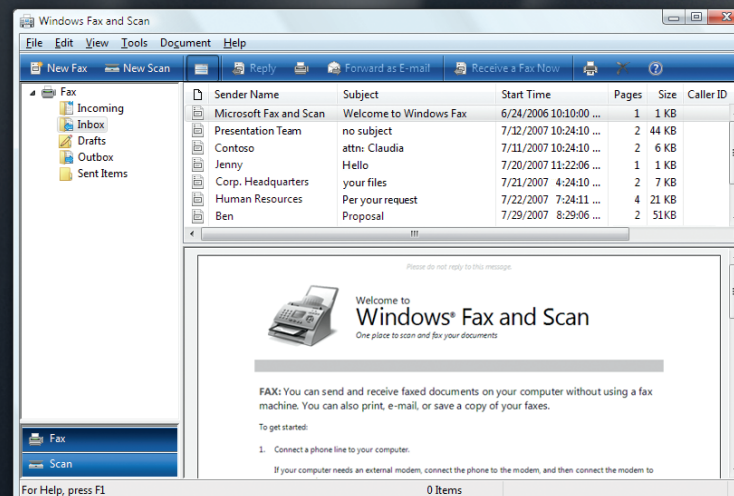 Windows Fax and Scan
File Edit View Tools Document Help
New Fax New Scan Reply Forward as E-mail Receive a Fax Now
Fax
Incoming
Inbox
Drafts
Outbox
Sent Items
Sender Name Subject Start Time Pages Size Caller ID
Microsoft Fax and Scan Welcome to Windows Fax 6/24/2006 10:10:00 ... 1 1 KB
Presentation Team no subject 7/12/2007 10:24:10 ... 2 44 KB
Contoso attn: Claudia 7/11/2007 10:24:10 ... 2 6 KB
Jenny Hello 7/20/2007 11:22:06 ... 1 1 KB
Corp. Headquarters your files 7/21/2007 4:24:10 ... 2 7 KB
Human Resources Per your request 7/22/2007 7:24:11 ... 4 21 KB
Ben Proposal 7/29/2007 8:29:06 ... 2 51KB
Please do not reply to this message.
Welcome to
Windows® Fax and Scan
One place to scan and fax your documents
FAX: You can send and receive faxed documents on your computer without using a fax
machine. You can also print, e-mail, or save a copy of your faxes.
To get started:
1. Connect a phone line to your computer.
If your computer needs an external modem, connect the phone to the modem, and then connect the modem to
Fax
Scan
For Help, press F1 0 Items